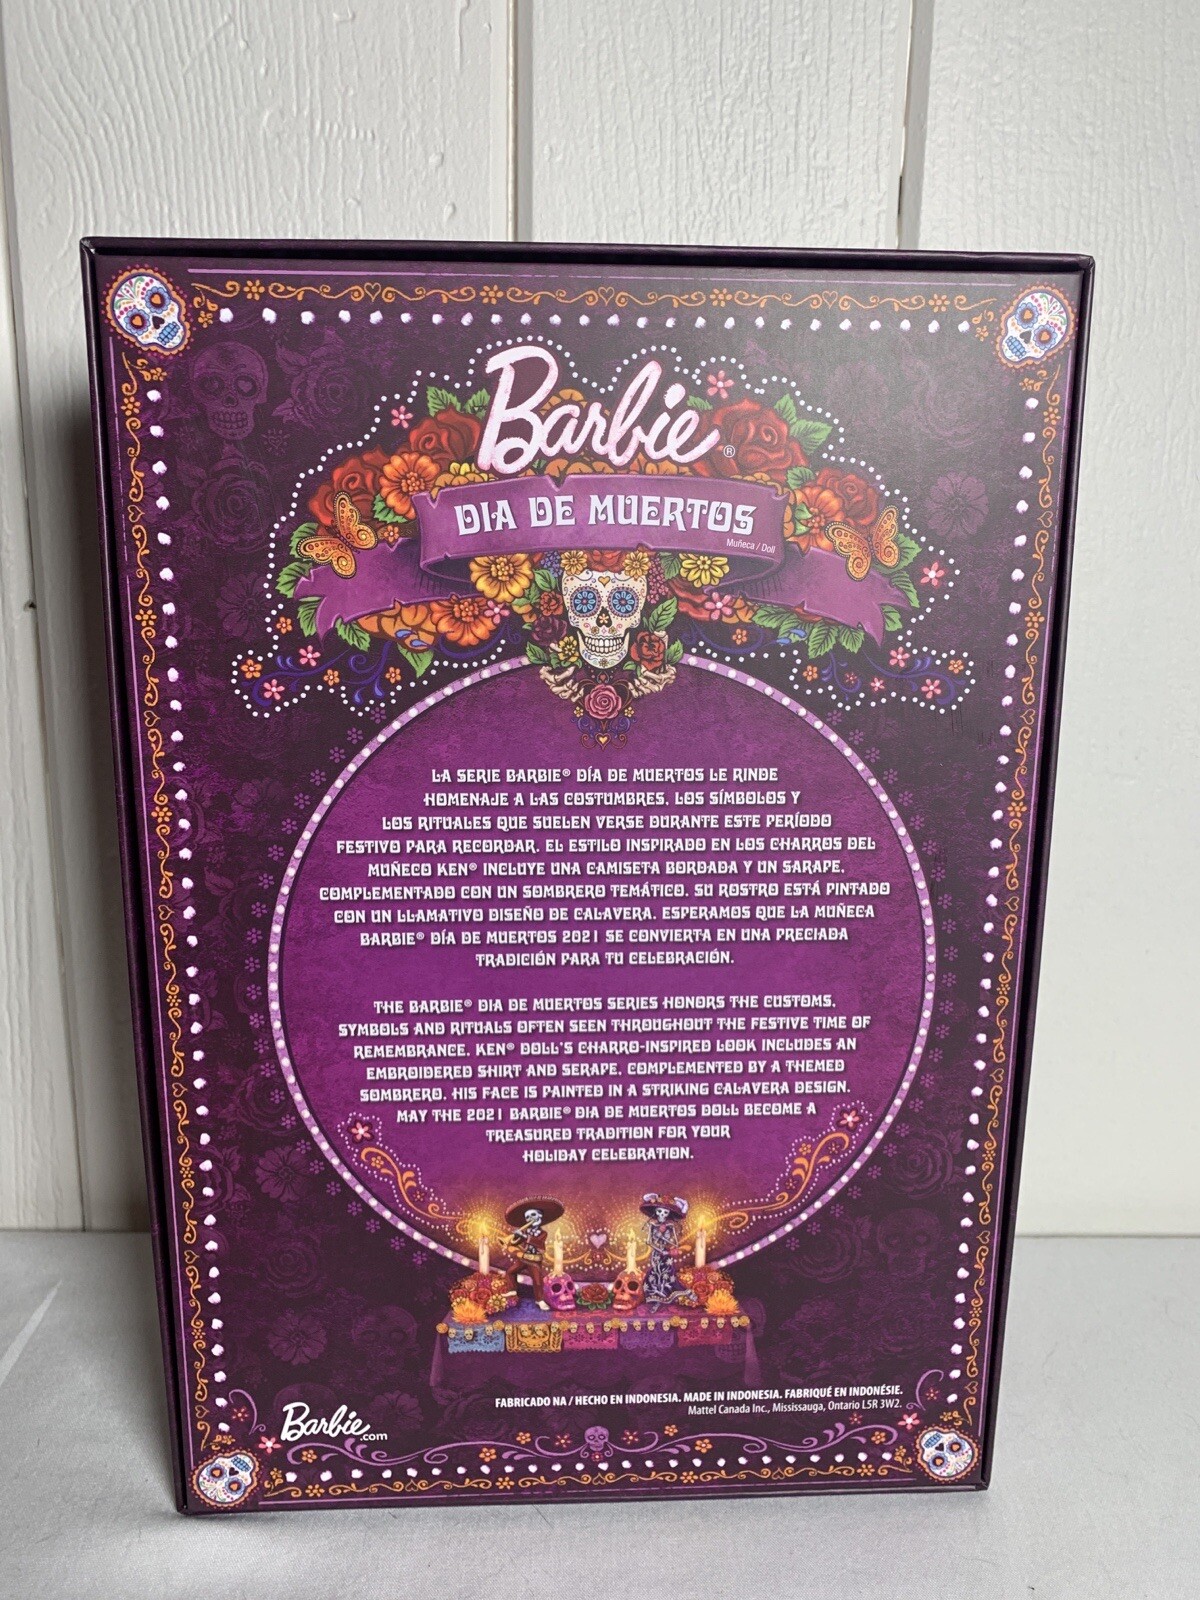 Barbie®
DIA DE MUERTOS
Muñeca / Doll
LA SERIE BARBIE® DÍA DE MUERTOS LE RINDE
HOMENAJE A LAS COSTUMBRES, LOS SÍMBOLOS Y
LOS RITUALES QUE SUELEN VERSE DURANTE ESTE PERÍODO
FESTIVO PARA RECORDAR. EL ESTILO INSPIRADO EN LOS CHARROS DEL
MUÑECO KEN® INCLUYE UNA CAMISETA BORDADA Y UN SARAPE,
COMPLEMENTADO CON UN SOMBRERO TEMÁTICO. SU ROSTRO ESTÁ PINTADO
CON UN LLAMATIVO DISEÑO DE CALAVERA. ESPERAMOS QUE LA MUÑECA
BARBIE® DÍA DE MUERTOS 2021 SE CONVIERTA EN UNA PRECIADA
TRADICIÓN PARA TU CELEBRACIÓN.
THE BARBIE® DIA DE MUERTOS SERIES HONORS THE CUSTOMS,
SYMBOLS AND RITUALS OFTEN SEEN THROUGHOUT THE FESTIVE TIME OF
REMEMBRANCE. KEN® DOLL'S CHARRO-INSPIRED LOOK INCLUDES AN
EMBROIDERED SHIRT AND SERAPE, COMPLEMENTED BY A THEMED
SOMBRERO. HIS FACE IS PAINTED IN A STRIKING CALAVERA DESIGN.
MAY THE 2021 BARBIE® DIA DE MUERTOS DOLL BECOME A
TREASURED TRADITION FOR YOUR
HOLIDAY CELEBRATION.
FABRICADO NA / HECHO EN INDONESIA. MADE IN INDONESIA. FABRIQUÉ EN INDONÉSIE.
Mattel Canada Inc., Mississauga, Ontario L5R 3W2.
Barbie.com